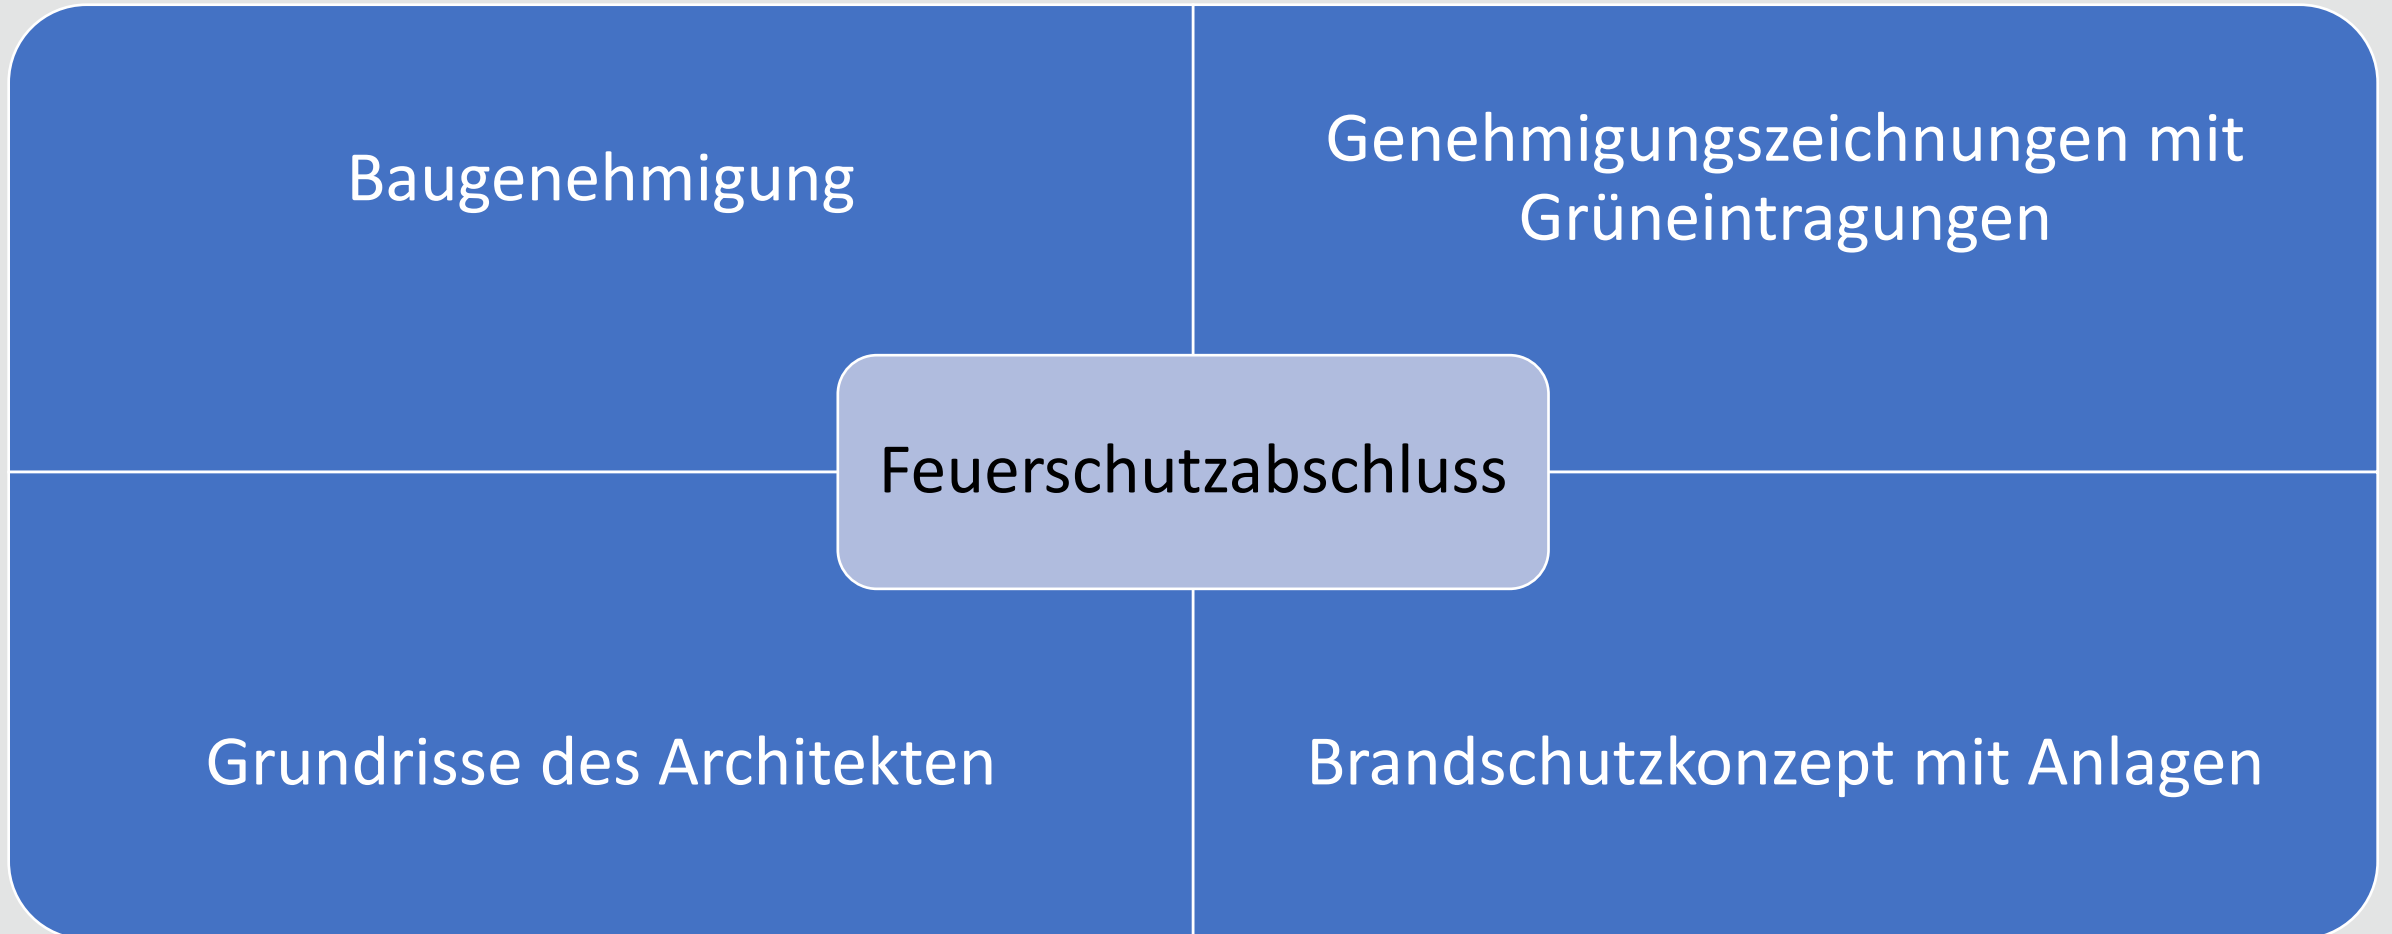 Baugenehmigung
Genehmigungszeichnungen mit
Grüneintragungen
Feuerschutzabschluss
Grundrisse des Architekten
Brandschutzkonzept mit Anlagen